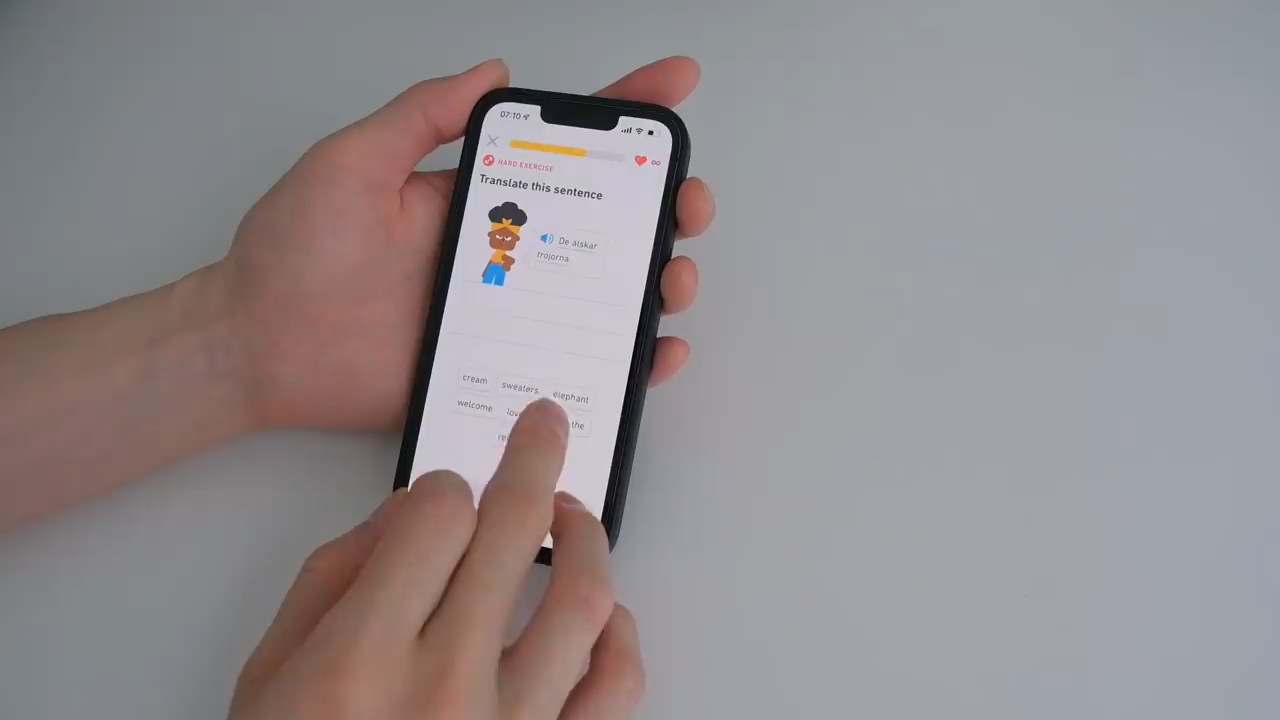 07:10
∞
HARD EXERCISE
Translate this sentence
De älskar
tröjorna
cream sweaters elephant
welcome the